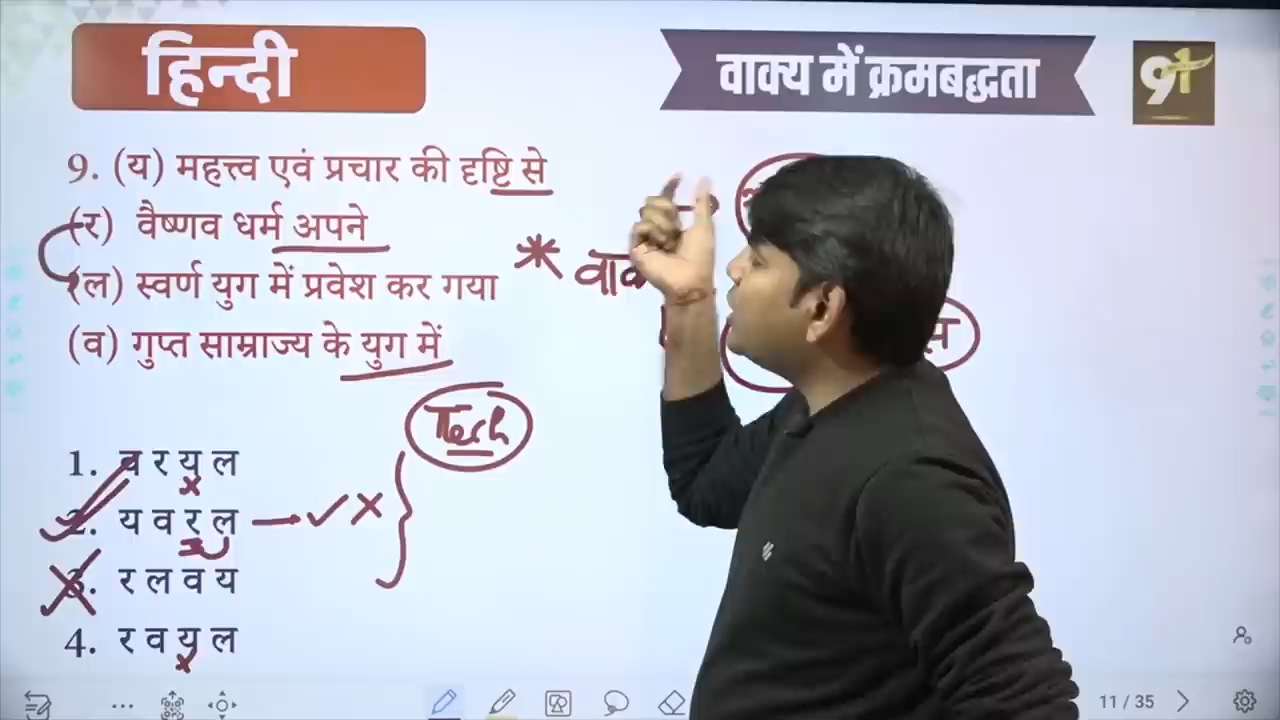 हिन्दी
वाक्य में क्रमबद्धता
91
9. (य) महत्त्व एवं प्रचार की दृष्टि से
(र) वैष्णव धर्म अपने
(ल) स्वर्ण युग में प्रवेश कर गया
(व) गुप्त साम्राज्य के युग में
Tech
1. व र य ल
2. य व र ल
3. र ल व य
4. र व य ल
11 / 35